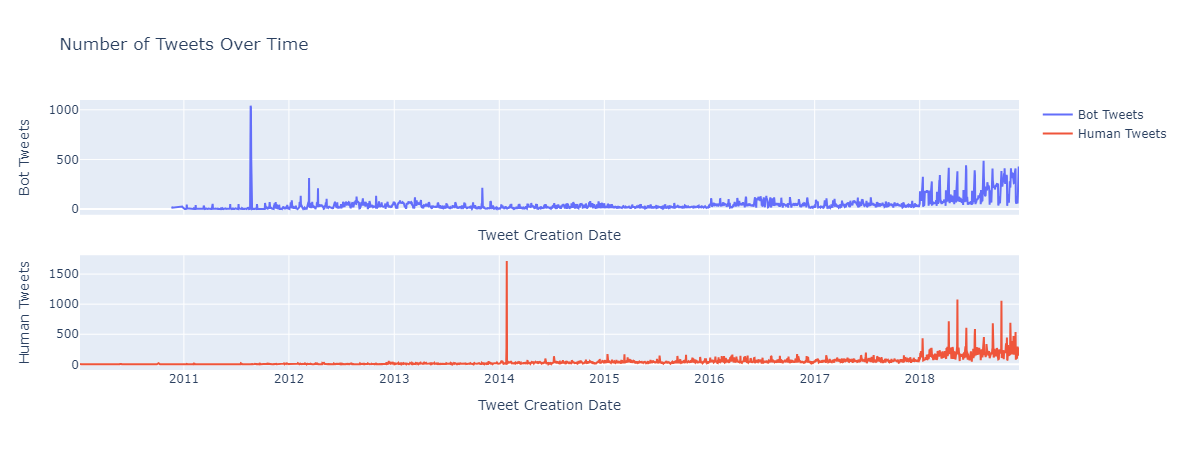 Number of Tweets Over Time
Bot Tweets
1000
500
0
Tweet Creation Date
Bot Tweets
Human Tweets
Human Tweets
1500
1000
500
0
2011 2012 2013 2014 2015 2016 2017 2018
Tweet Creation Date